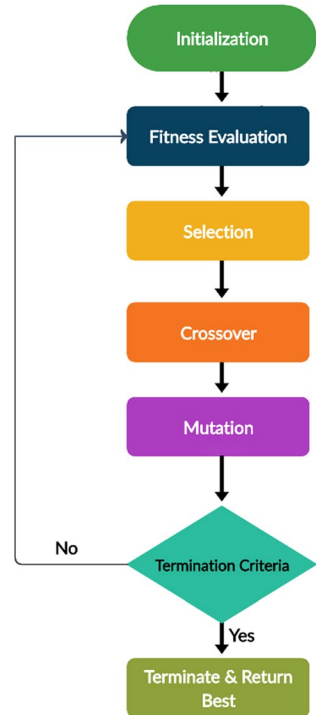 Initialization
Fitness Evaluation
Selection
Crossover
Mutation
Termination Criteria
No
Yes
Terminate & Return
Best